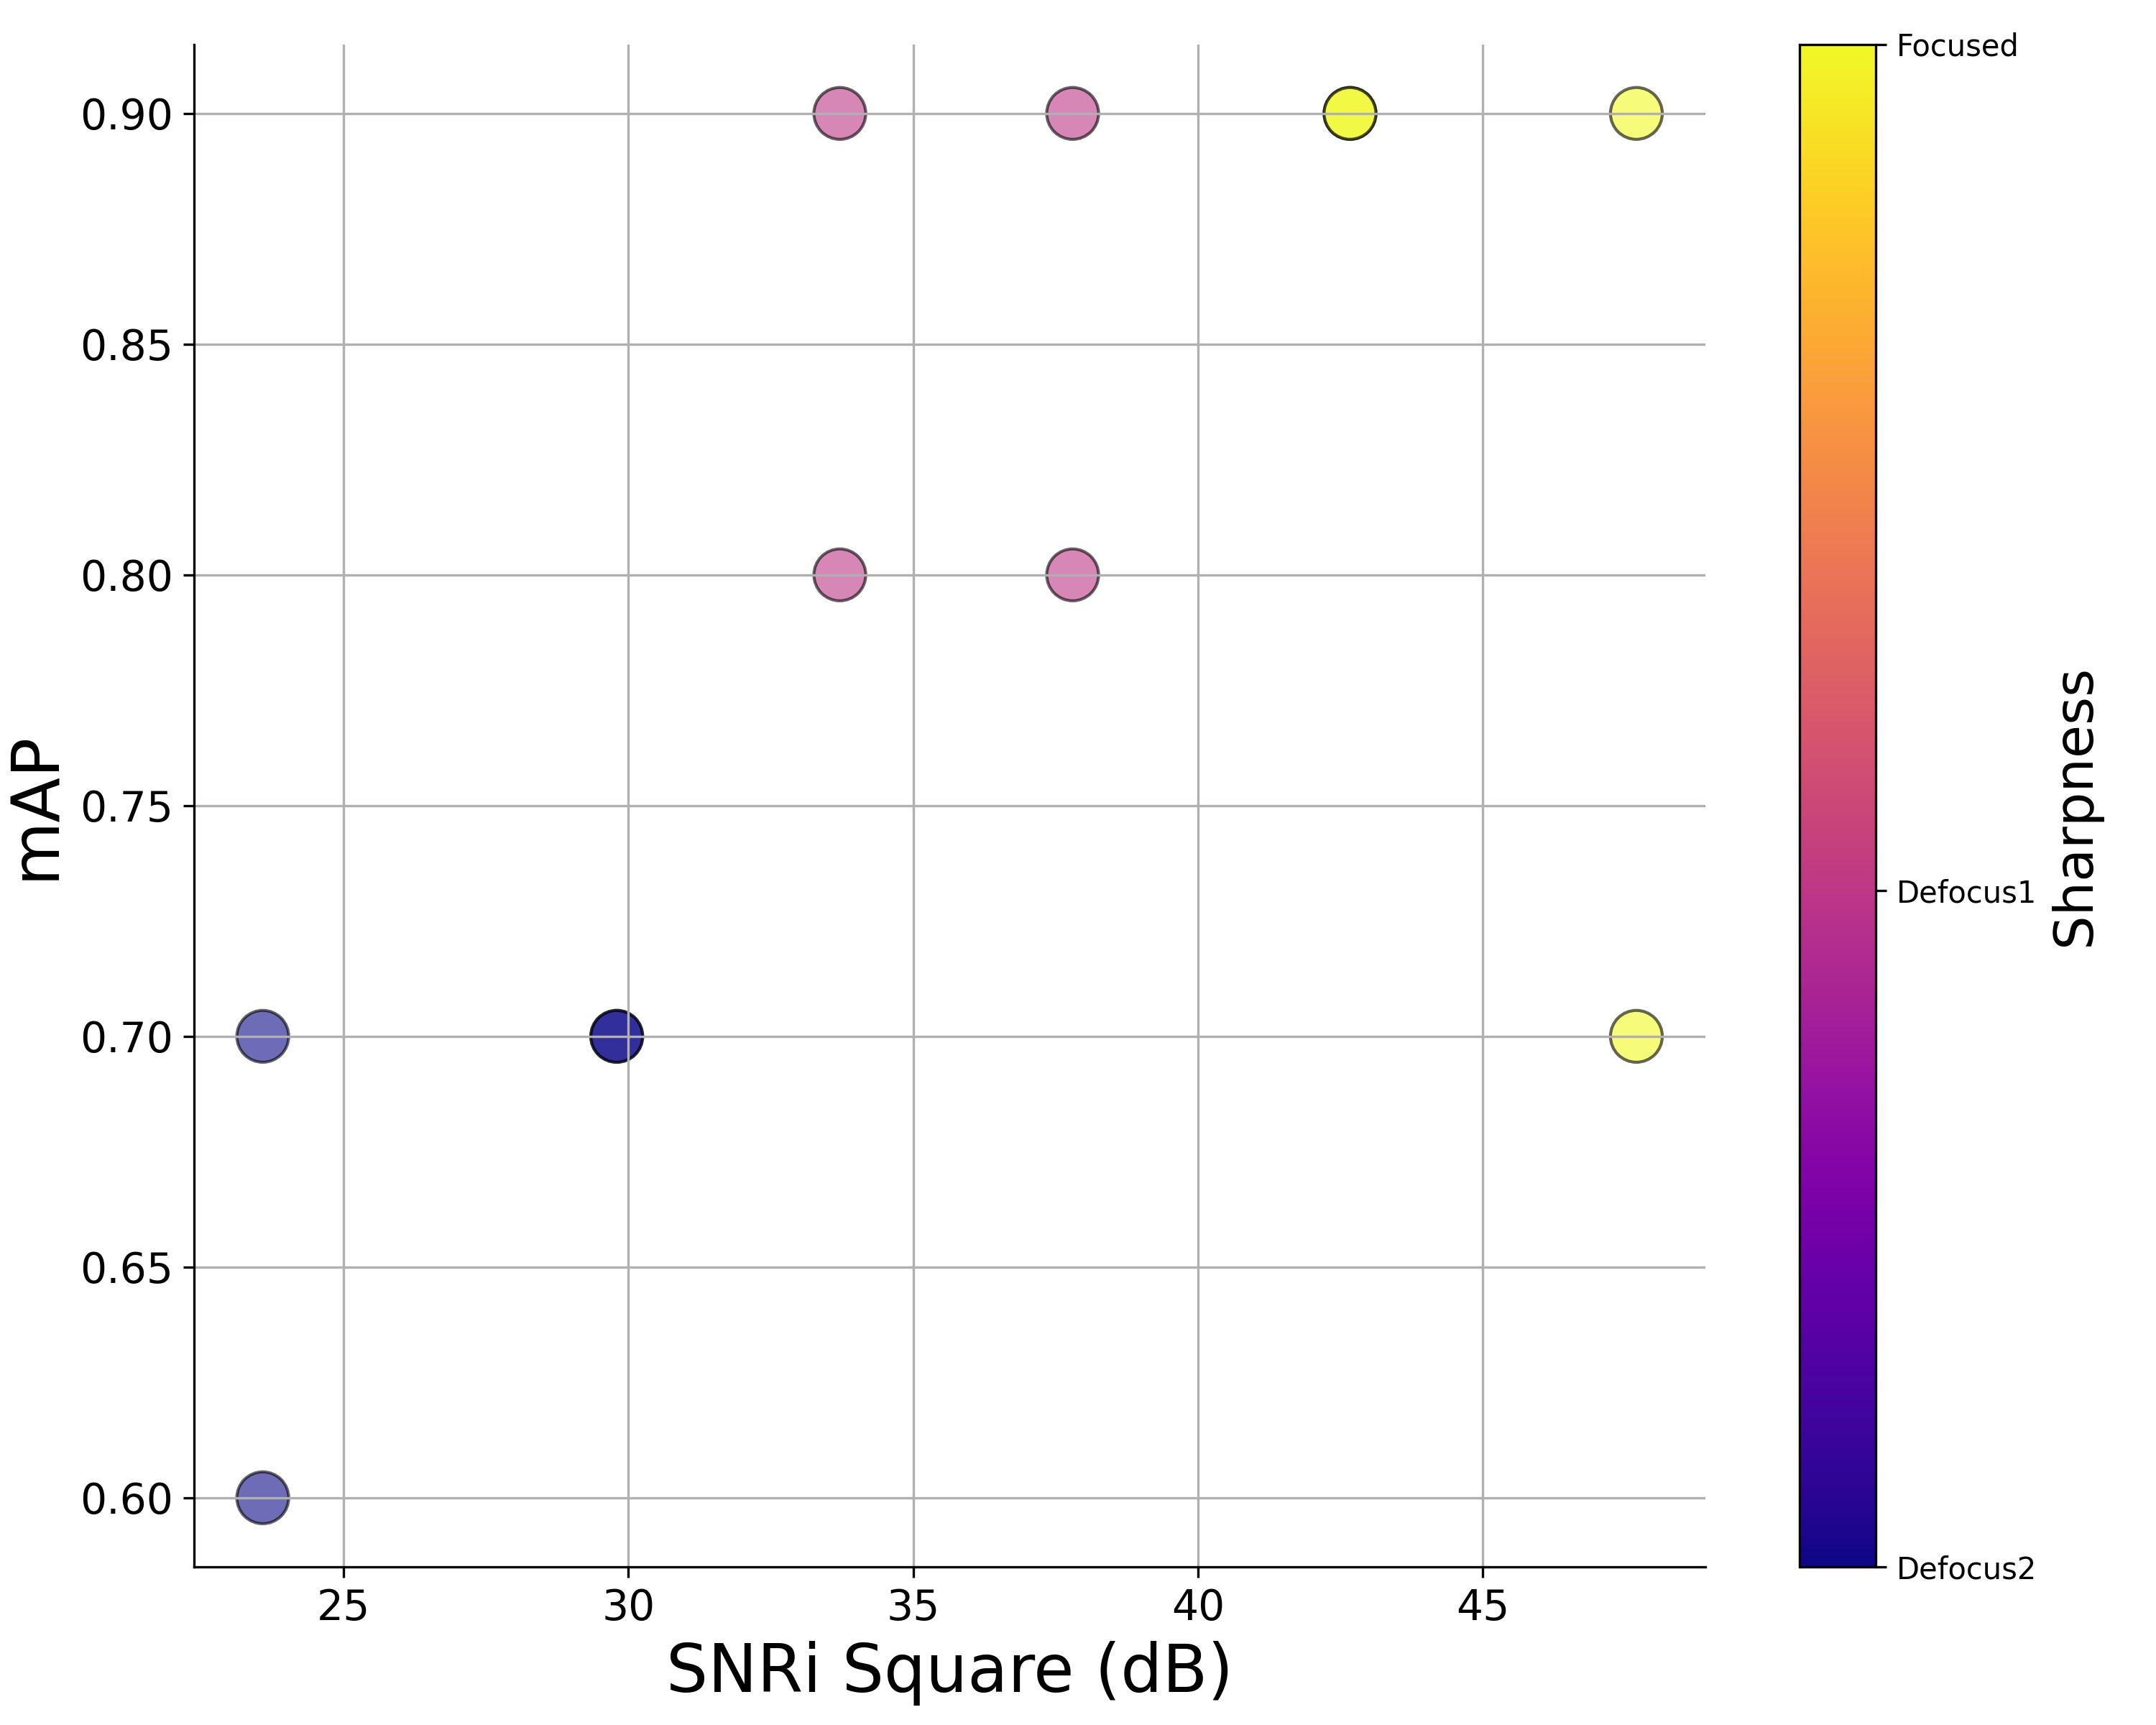 mAP
0.90
0.85
0.80
0.75
0.70
0.65
0.60
25 30 35 40 45
SNRi Square (dB)
Focused
Defocus1
Defocus2
Sharpness